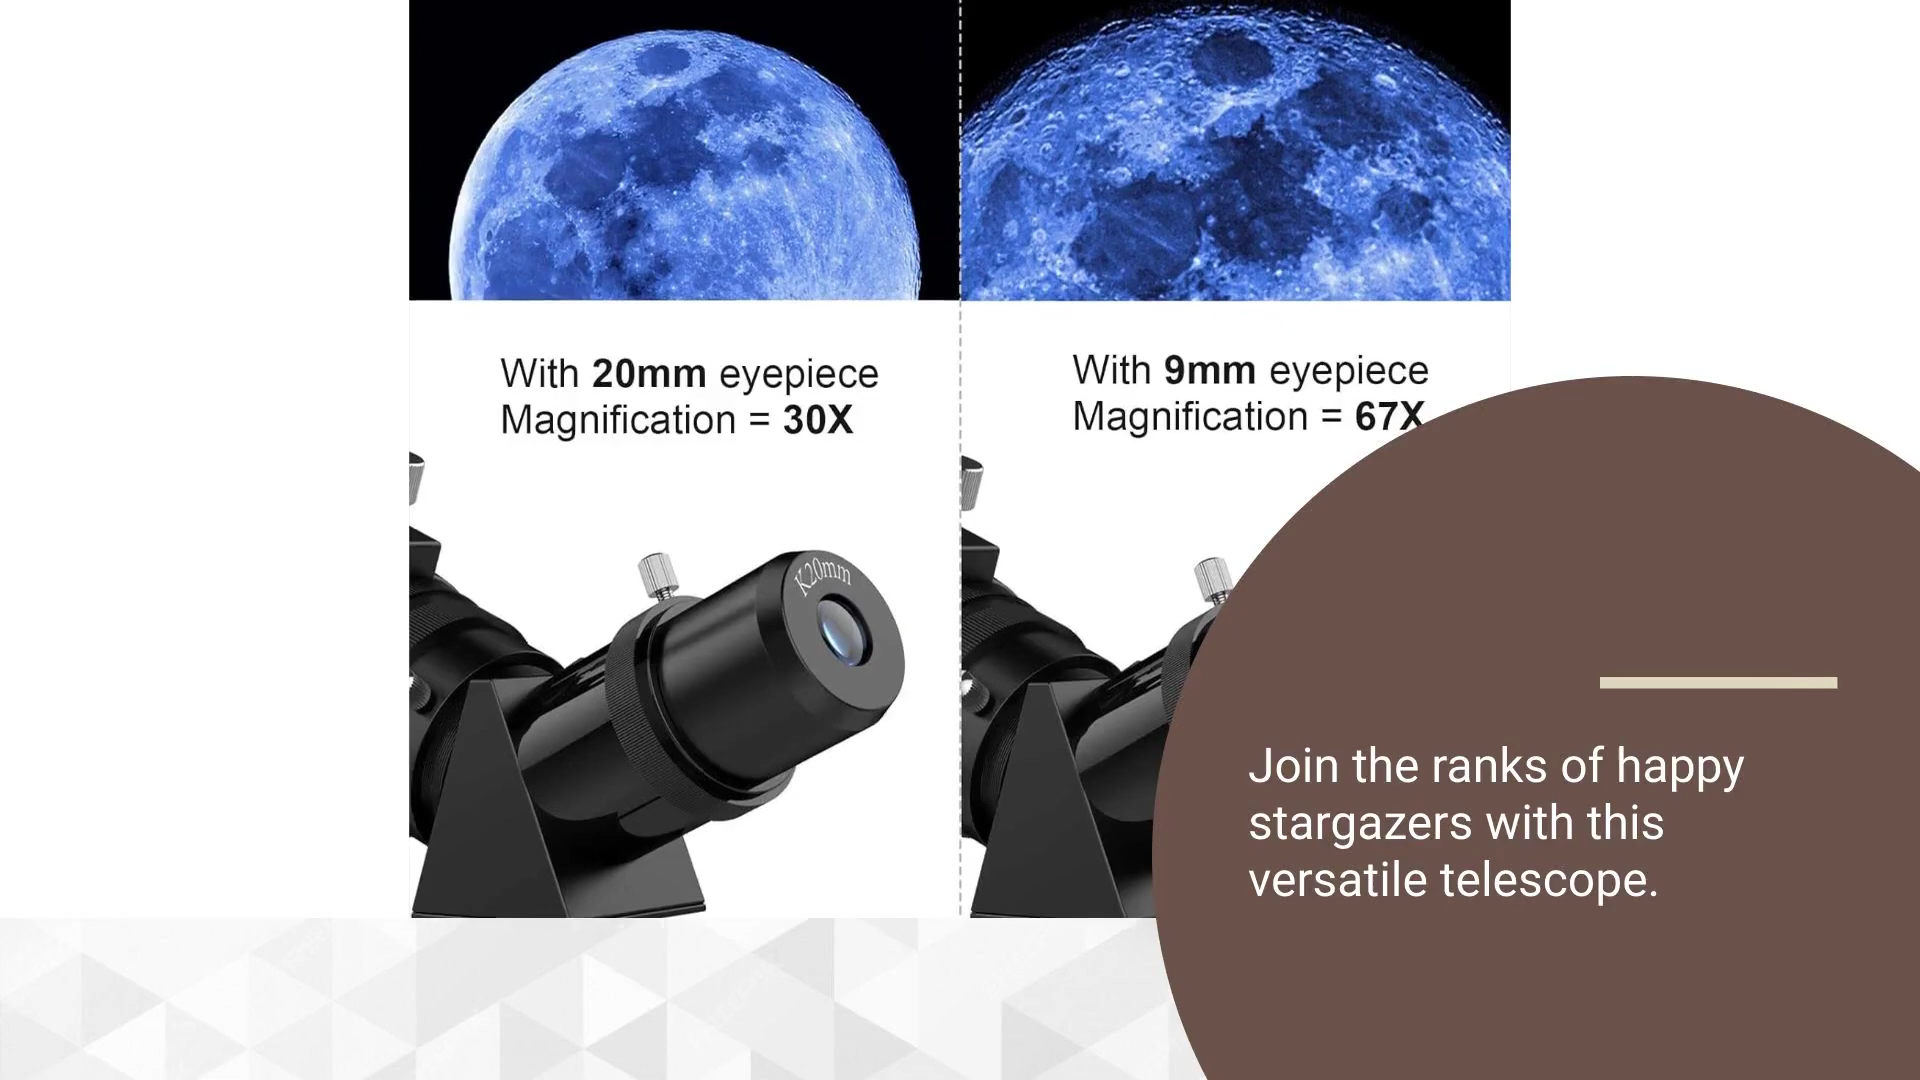 With 20mm eyepiece
Magnification = 30X
With 9mm eyepiece
Magnification = 67X
K20mm
Join the ranks of happy
stargazers with this
versatile telescope.